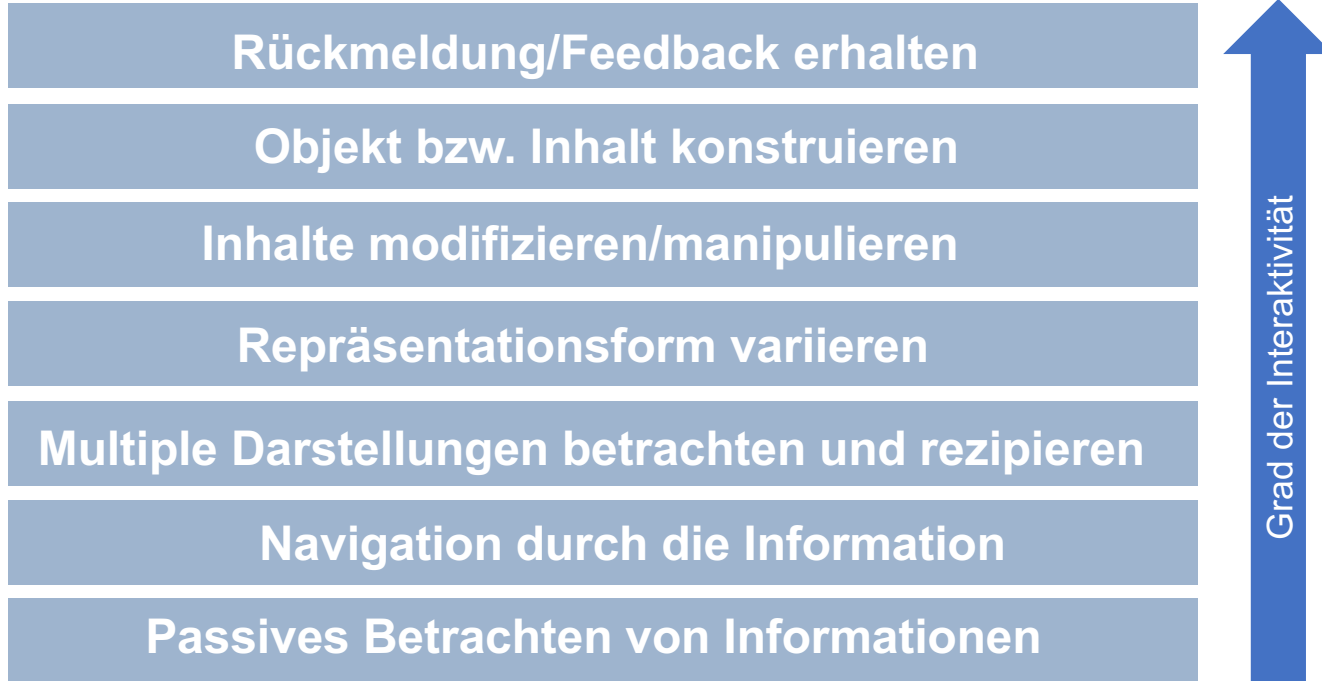 Rückmeldung/Feedback erhalten
Objekt bzw. Inhalt konstruieren
Inhalte modifizieren/manipulieren
Repräsentationsform variieren
Multiple Darstellungen betrachten und rezipieren
Navigation durch die Information
Passives Betrachten von Informationen
Grad der Interaktivität